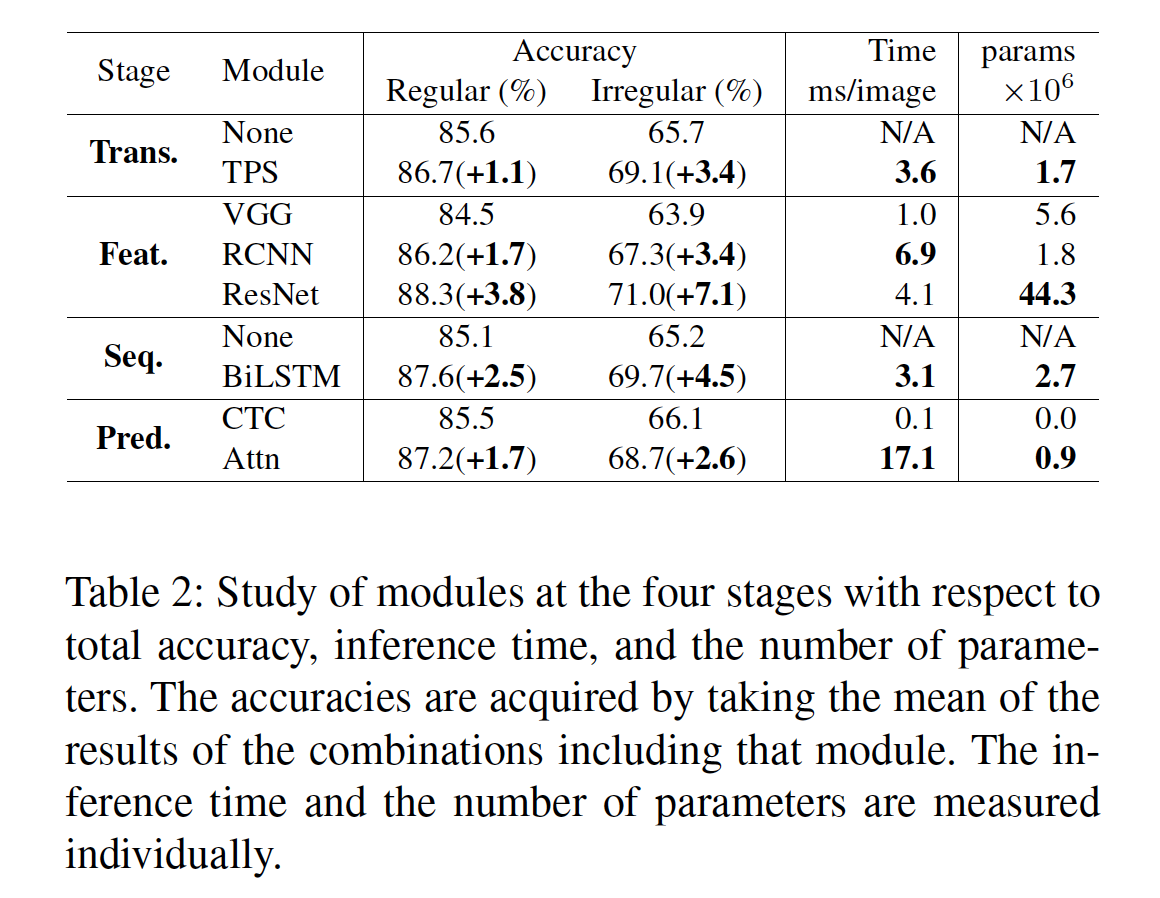 Stage Module Accuracy Time params
Regular (%) Irregular (%) ms/image ×10⁶
Trans. None 85.6 65.7 N/A N/A
TPS 86.7(+1.1) 69.1(+3.4) 3.6 1.7
Feat. VGG 84.5 63.9 1.0 5.6
RCNN 86.2(+1.7) 67.3(+3.4) 6.9 1.8
ResNet 88.3(+3.8) 71.0(+7.1) 4.1 44.3
Seq. None 85.1 65.2 N/A N/A
BiLSTM 87.6(+2.5) 69.7(+4.5) 3.1 2.7
Pred. CTC 85.5 66.1 0.1 0.0
Attn 87.2(+1.7) 68.7(+2.6) 17.1 0.9
Table 2: Study of modules at the four stages with respect to
total accuracy, inference time, and the number of parame-
ters. The accuracies are acquired by taking the mean of the
results of the combinations including that module. The in-
ference time and the number of parameters are measured
individually.